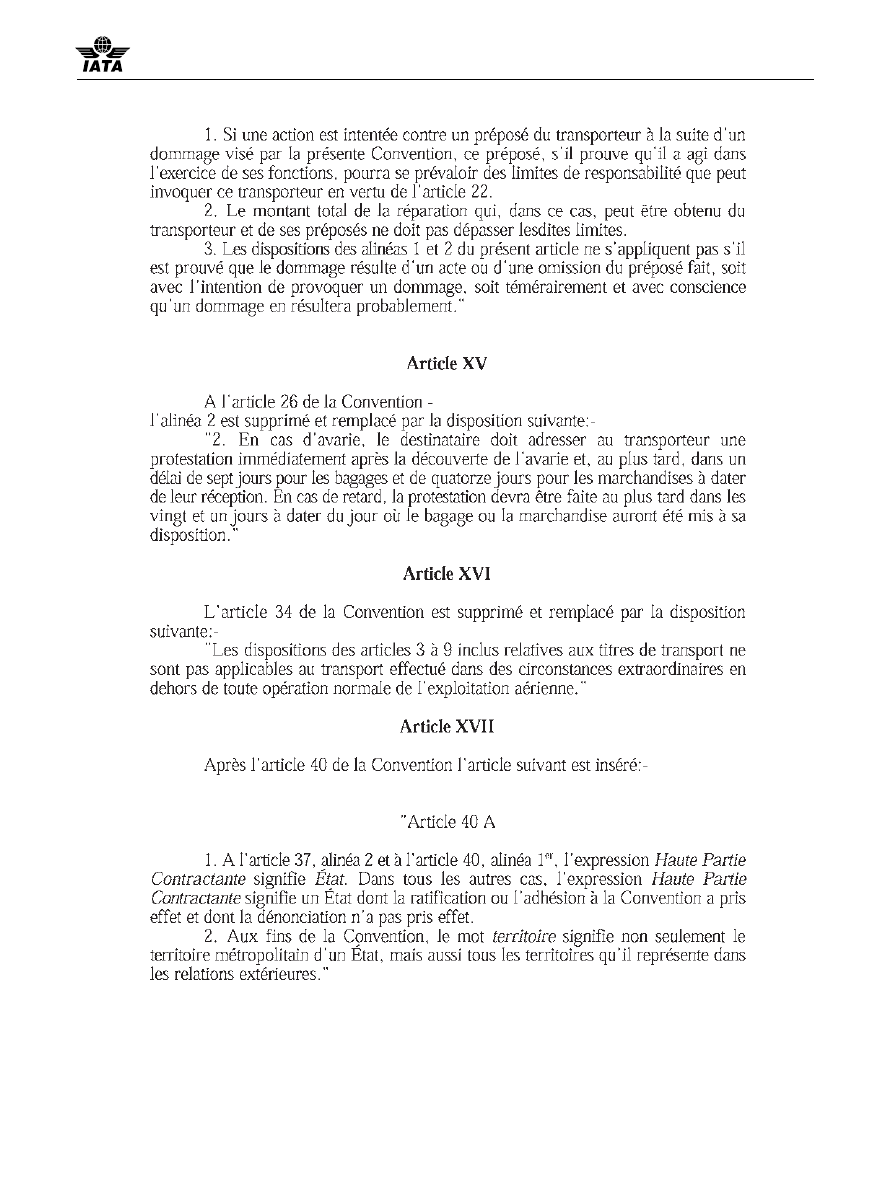 IATA
1. Si une action est intentée contre un préposé du transporteur à la suite d'un
dommage visé par la présente Convention, ce préposé, s'il prouve qu'il a agi dans
l'exercice de ses fonctions, pourra se prévaloir des limites de responsabilité que peut
invoquer ce transporteur en vertu de l'article 22.
2. Le montant total de la réparation qui, dans ce cas, peut être obtenu du
transporteur et de ses préposés ne doit pas dépasser lesdites limites.
3. Les dispositions des alinéas 1 et 2 du présent article ne s'appliquent pas s'il
est prouvé que le dommage résulte d'un acte ou d'une omission du préposé fait, soit
avec l'intention de provoquer un dommage, soit témérairement et avec conscience
qu'un dommage en résultera probablement."
Article XV
A l'article 26 de la Convention -
l'alinéa 2 est supprimé et remplacé par la disposition suivante:-
"2. En cas d'avarie, le destinataire doit adresser au transporteur une
protestation immédiatement après la découverte de l'avarie et, au plus tard, dans un
délai de sept jours pour les bagages et de quatorze jours pour les marchandises à dater
de leur réception. En cas de retard, la protestation devra être faite au plus tard dans les
vingt et un jours à dater du jour où le bagage ou la marchandise auront été mis à sa
disposition."
Article XVI
L'article 34 de la Convention est supprimé et remplacé par la disposition
suivante:-
"Les dispositions des articles 3 à 9 inclus relatives aux titres de transport ne
sont pas applicables au transport effectué dans des circonstances extraordinaires en
dehors de toute opération normale de l'exploitation aérienne."
Article XVII
Après l'article 40 de la Convention l'article suivant est inséré:-
"Article 40 A
1. A l'article 37, alinéa 2 et à l'article 40, alinéa 1er, l'expression Haute Partie
Contractante signifie État. Dans tous les autres cas, l'expression Haute Partie
Contractante signifie un État dont la ratification ou l'adhésion à la Convention a pris
effet et dont la dénonciation n'a pas pris effet.
2. Aux fins de la Convention, le mot territoire signifie non seulement le
territoire métropolitain d'un État, mais aussi tous les territoires qu'il représente dans
les relations extérieures."